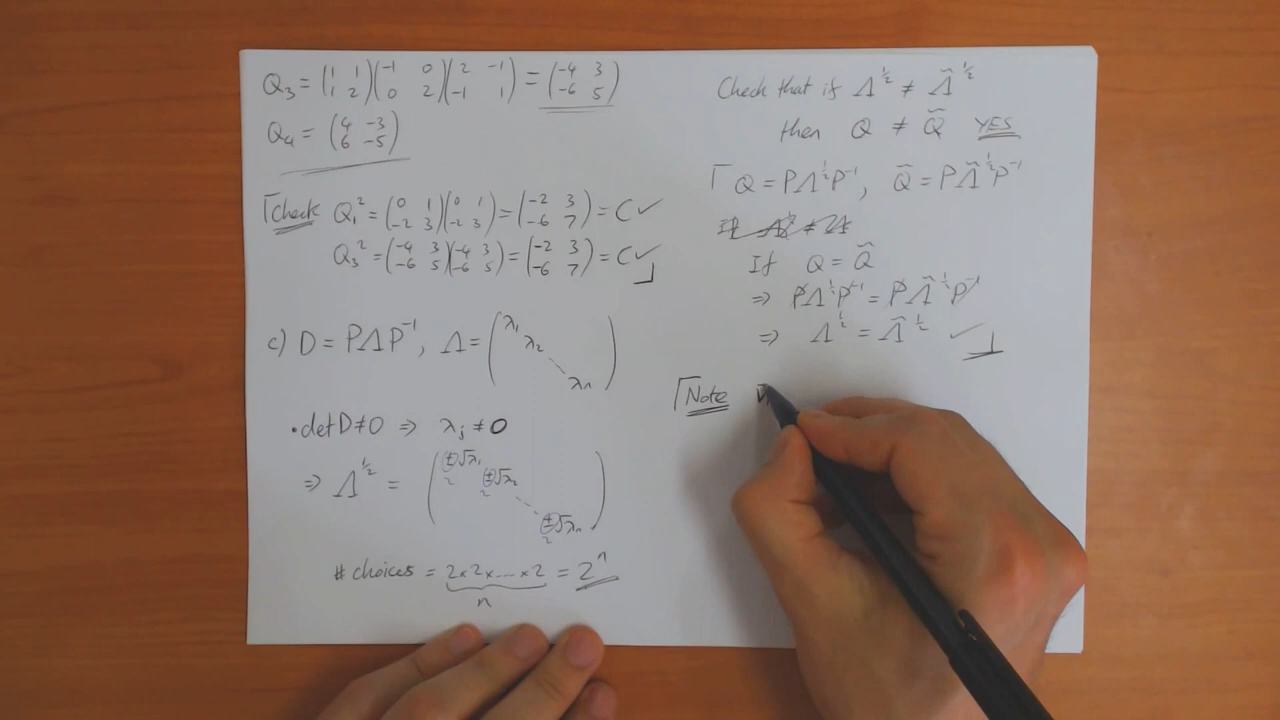 Q₃ = (1 1; 1 2)(-1 0; 0 2)(2 -1; -1 1) = (-4 3; -6 5)
Q₄ = (4 -3; 6 -5)
Check Q₁² = (0 1; -2 3)(0 1; -2 3) = (-2 3; -6 7) = C ✓
Q₃² = (-4 3; -6 5)(-4 3; -6 5) = (-2 3; -6 7) = C ✓
c) D = PΛP⁻¹, Λ = (λ₁ λ₂ ... λₙ)
• det D ≠ 0 ⇒ λⱼ ≠ 0
⇒ Λ^½ = (±√λ₁ ±√λ₂ ... ±√λₙ)
2 2 2
# choices = 2×2×....×2 = 2ⁿ
n
Check that if Λ^½ ≠ Λ̃^½
then Q ≠ Q̃ YES
Q = PΛ^½P⁻¹, Q̃ = PΛ̃^½P⁻¹
If Q = Q̃
⇒ PΛ^½P⁻¹ = PΛ̃^½P⁻¹
⇒ Λ^½ = Λ̃^½ ✓
Note